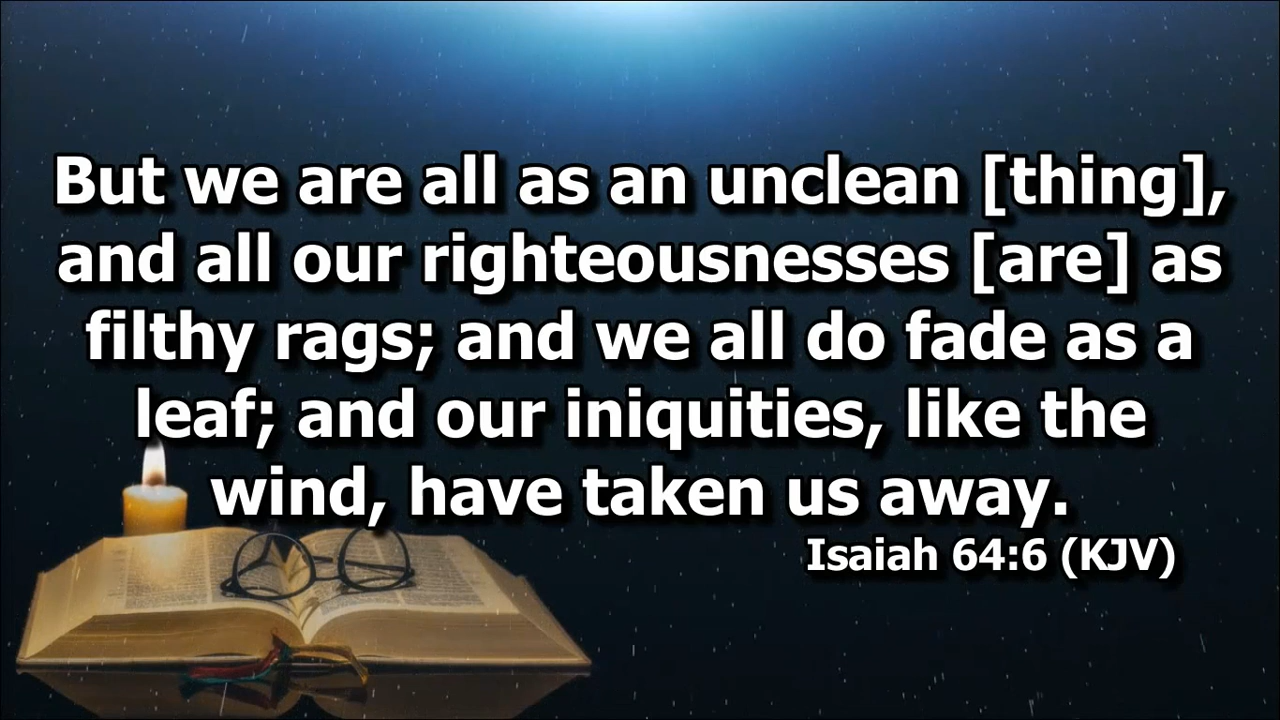 But we are all as an unclean [thing],
and all our righteousnesses [are] as
filthy rags; and we all do fade as a
leaf; and our iniquities, like the
wind, have taken us away.
Isaiah 64:6 (KJV)